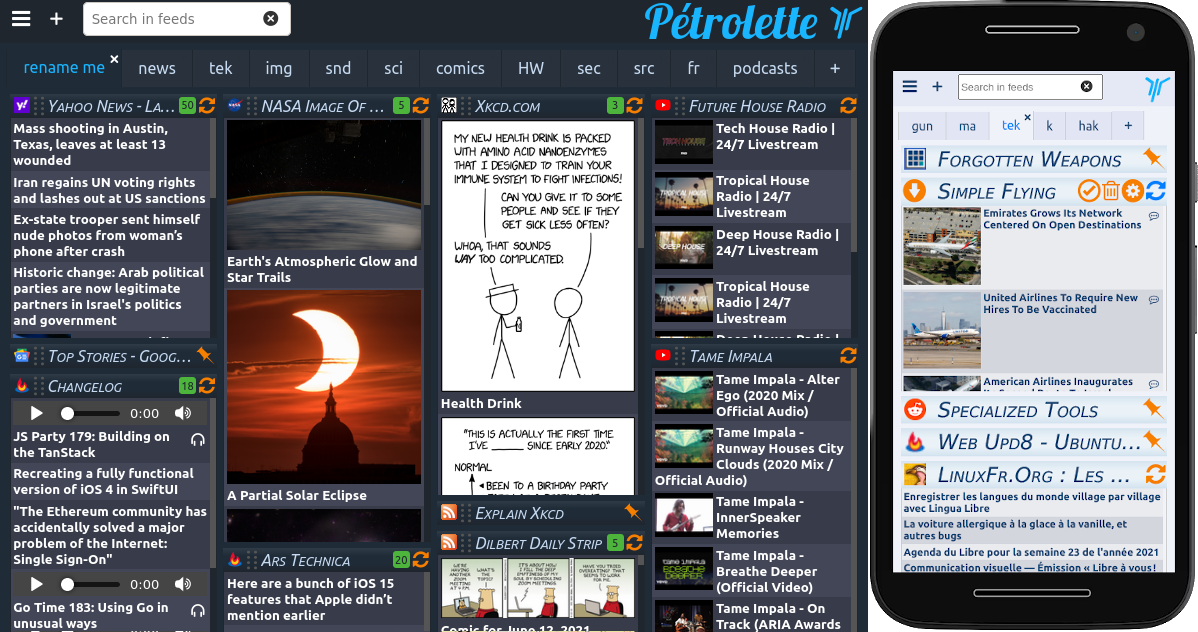 Search in feeds
Pétrolette
rename me
news
tek
img
snd
sci
comics
HW
sec
src
fr
podcasts
+
Yahoo News - La...
50
Mass shooting in Austin,
Texas, leaves at least 13
wounded
Iran regains UN voting rights
and lashes out at US sanctions
Ex-state trooper sent himself
nude photos from woman's
phone after crash
Historic change: Arab political
parties are now legitimate
partners in Israel's politics
and government
Top Stories - Goog...
Changelog
18
0:00
JS Party 179: Building on
the TanStack
Recreating a fully functional
version of iOS 4 in SwiftUI
"The Ethereum community has
accidentally solved a major
problem of the Internet:
Single Sign-On"
0:00
Go Time 183: Using Go in
unusual ways
NASA Image Of ...
5
Earth's Atmospheric Glow and
Star Trails
A Partial Solar Eclipse
Ars Technica
20
Here are a bunch of iOS 15
features that Apple didn't
mention earlier
Xkcd.com
3
MY NEW HEALTH DRINK IS PACKED
WITH AMINO ACID NANOENZYMES
THAT I DESIGNED TO TRAIN YOUR
IMMUNE SYSTEM TO FIGHT INFECTIONS!
CAN YOU GIVE IT TO SOME
PEOPLE AND SEE IF THEY
GET SICK LESS OFTEN?
WHOA, THAT SOUNDS
WAY TOO COMPLICATED.
Health Drink
"THIS IS ACTUALLY THE FIRST TIME
I'VE ______ SINCE EARLY 2020."
NORMAL
BEEN TO A BIRTHDAY PARTY
Explain Xkcd
Dilbert Daily Strip
5
Comic for June 12, 2021
Future House Radio
Tech House Radio |
24/7 Livestream
Tropical House
Radio | 24/7
Livestream
Deep House Radio |
24/7 Livestream
Tropical House
Radio | 24/7
Livestream
Deep House Radio |
Tame Impala
Tame Impala - Alter
Ego (2020 Mix /
Official Audio)
Tame Impala -
Runway Houses City
Clouds (2020 Mix /
Official Audio)
Tame Impala -
InnerSpeaker
Memories
Tame Impala -
Breathe Deeper
(Official Video)
Tame Impala - On
Track (ARIA Awards
Search in feeds
gun
ma
tek
k
hak
+
Forgotten Weapons
Simple Flying
Emirates Grows Its Network
Centered On Open Destinations
United Airlines To Require New
Hires To Be Vaccinated
American Airlines Inaugurates
Specialized Tools
Web Upd8 - Ubuntu...
LinuxFr.Org : Les ...
Enregistrer les langues du monde village par village
avec Lingua Libre
La voiture allergique à la glace à la vanille, et
autres bugs
Agenda du Libre pour la semaine 23 de l'année 2021
Communication visuelle — Émission « Libre à vous !